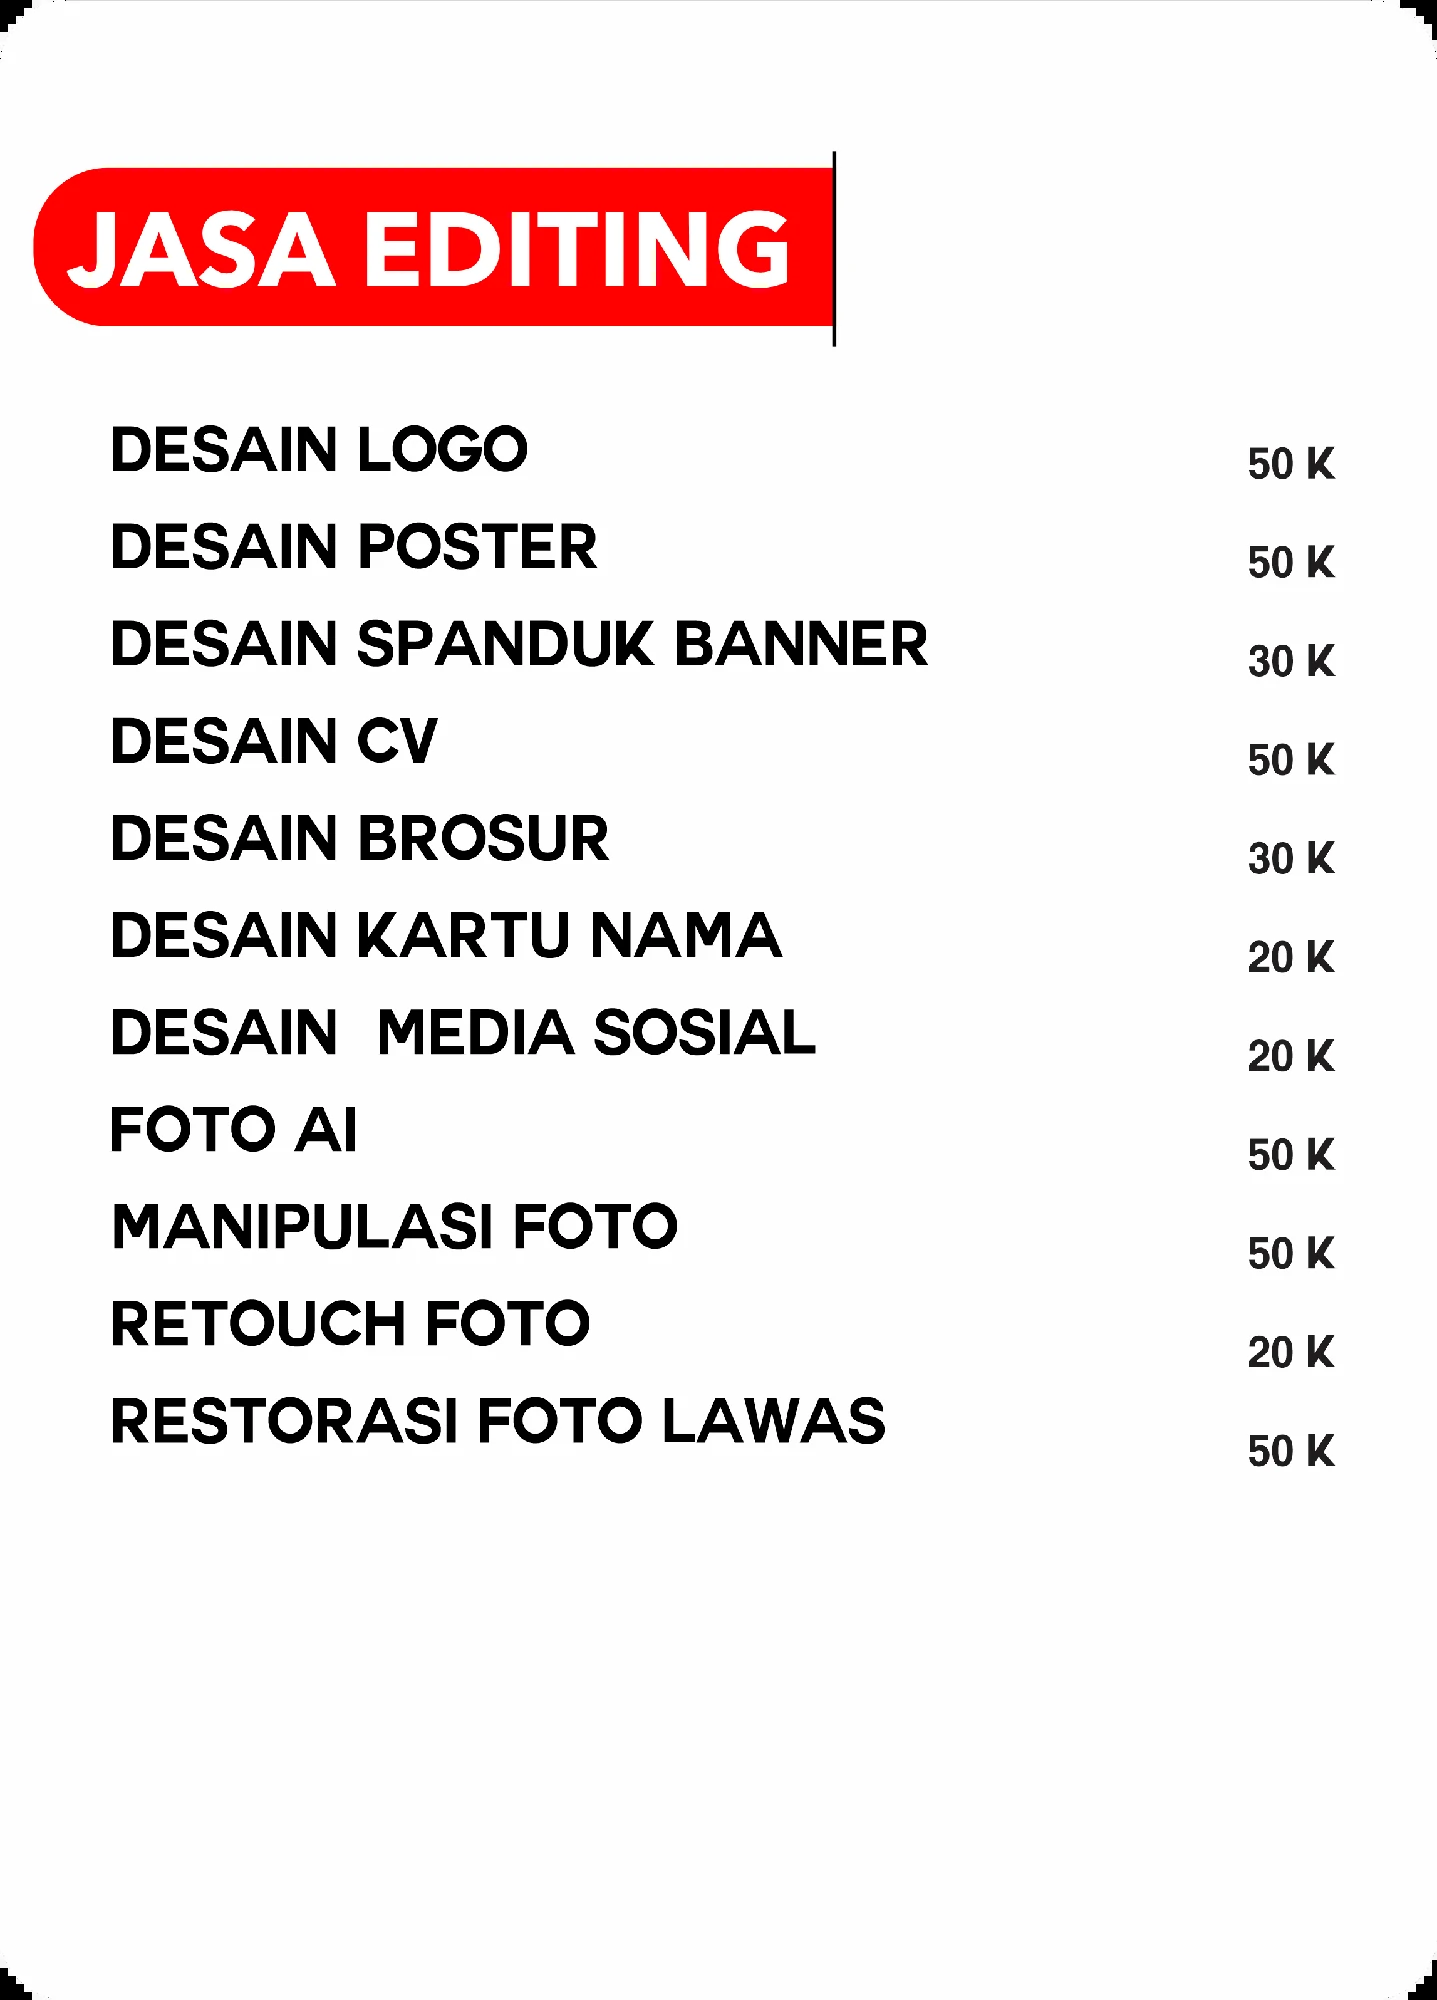 JASA EDITING
DESAIN LOGO 50 K
DESAIN POSTER 50 K
DESAIN SPANDUK BANNER 30 K
DESAIN CV 50 K
DESAIN BROSUR 30 K
DESAIN KARTU NAMA 20 K
DESAIN MEDIA SOSIAL 20 K
FOTO AI 50 K
MANIPULASI FOTO 50 K
RETOUCH FOTO 20 K
RESTORASI FOTO LAWAS 50 K